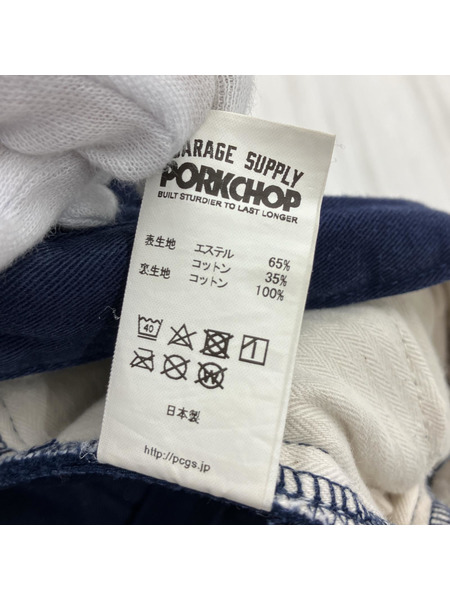 GARAGE SUPPLY
PORKCHOP
BUILT STURDIER TO LAST LONGER
表生地 エステル 65%
コットン 35%
裏生地 コットン 100%
40
日本製
http://pcgs.jp